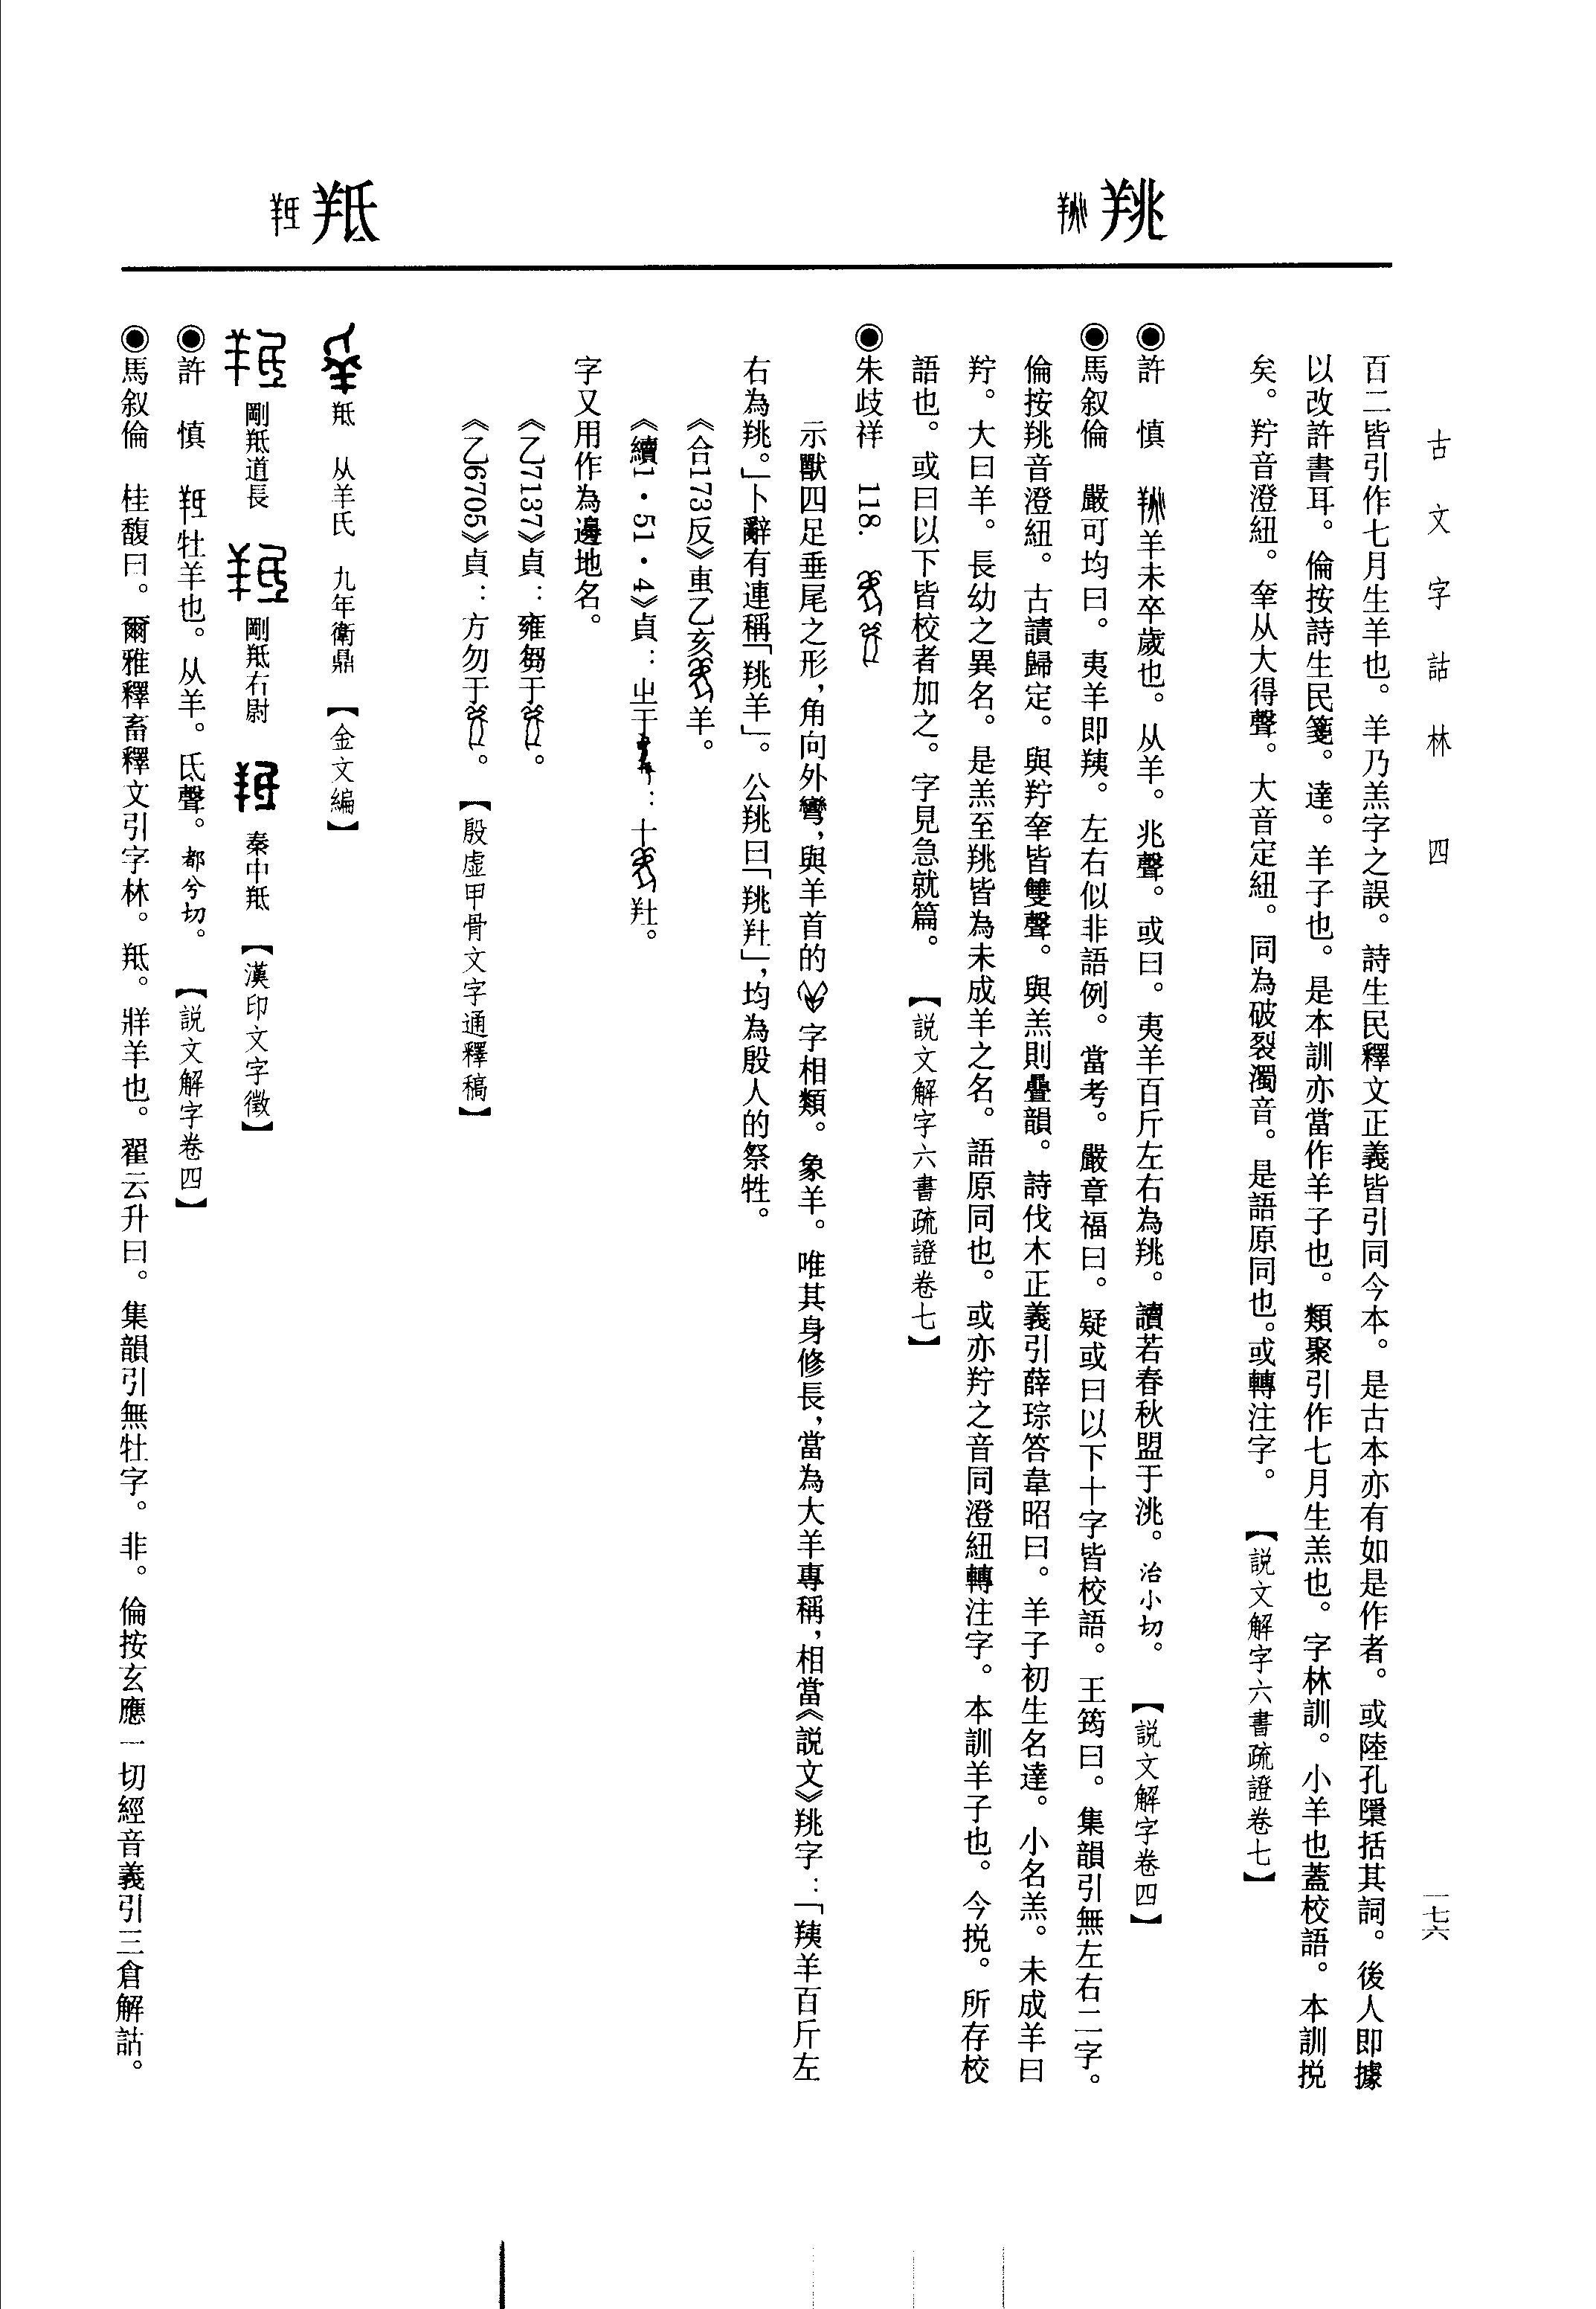 古文字詁林　四
一七六
羜
百二皆引作七月生羊也。羊乃羔字之誤。詩生民釋文正義皆引同今本。是古本亦有如是作者。或陸孔檃括其詞。後人即據
以改許書耳。倫按詩生民箋。達。羊子也。是本訓亦當作羊子也。類聚引作七月生羔也。字林訓。小羊也蓋校語。本訓捝
矣。羜音澄紐。羍从大得聲。大音定紐。同為破裂濁音。是語原同也。或轉注字。　【説文解字六書疏證卷七】
◉許　慎　羊未卒歲也。从羊。兆聲。或曰。夷羊百斤左右為𦍩。讀若春秋盟于洮。治小切。　【説文解字卷四】
◉馬叙倫　嚴可均曰。夷羊即羠。左右似非語例。當考。嚴章福曰。疑或曰以下十字皆校語。王筠曰。集韻引無左右二字。
倫按𦍩音澄紐。古讀歸定。與羜羍皆雙聲。與羔則疊韻。詩伐木正義引薛琮答韋昭曰。羊子初生名達。小名羔。未成羊曰
羜。大曰羊。長幼之異名。是羔至𦍩皆為未成羊之名。語原同也。或亦羜之音同澄紐轉注字。本訓羊子也。今捝。所存校
語也。或曰以下皆校者加之。字見急就篇。　【説文解字六書疏證卷七】
◉朱歧祥　118.
示獸四足垂尾之形，角向外彎，與羊首的字相類。象羊。唯其身修長，當為大羊專稱，相當《説文》𦍩字：「羠羊百斤左
右為𦍩。」卜辭有連稱「𦍩羊」。公𦍩曰「𦍩羘」，均為殷人的祭牲。
《合173反》叀乙亥羊。
《續1・51・4》貞：㞢于：十。
字又用作為邊地名。
《乙7137》貞：雍芻于。
《乙6705》貞：方勿于。　【殷虛甲骨文字通釋稿】
羝
羝　从羊氐　九年衛鼎　【金文編】
剛羝道長　剛羝右尉　秦中羝　【漢印文字徵】
◉許　慎　牡羊也。从羊。氐聲。都兮切。　【説文解字卷四】
◉馬叙倫　桂馥曰。爾雅釋畜釋文引字林。羝。牂羊也。翟云升曰。集韻引無牡字。非。倫按玄應一切經音義引三倉解詁。